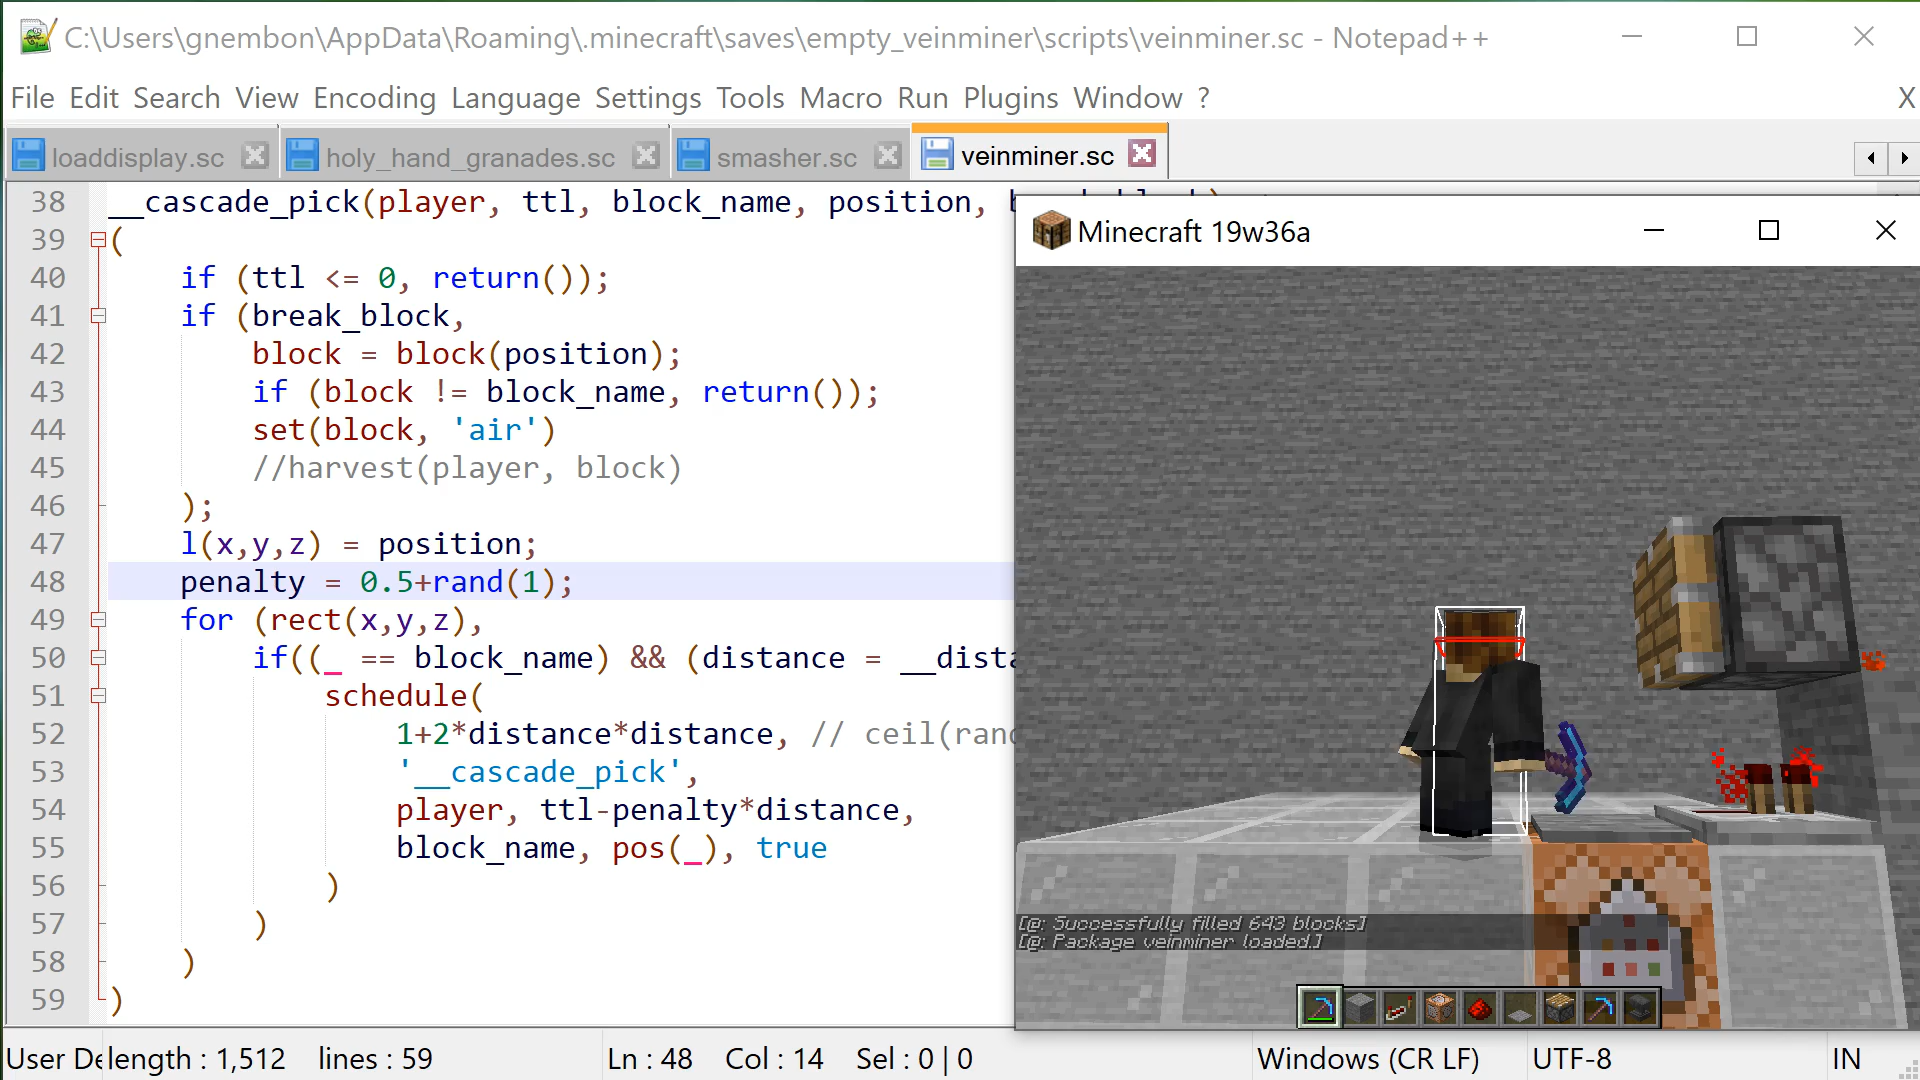 C:\Users\gnembon\AppData\Roaming\.minecraft\saves\empty_veinminer\scripts\veinminer.sc - Notepad++
File Edit Search View Encoding Language Settings Tools Macro Run Plugins Window ? X
loaddisplay.sc holy_hand_granades.sc smasher.sc veinminer.sc
38 __cascade_pick(player, ttl, block_name, position,
39 (
40 if (ttl <= 0, return());
41 if (break_block,
42 block = block(position);
43 if (block != block_name, return());
44 set(block, 'air')
45 //harvest(player, block)
46 );
47 l(x,y,z) = position;
48 penalty = 0.5+rand(1);
49 for (rect(x,y,z),
50 if((_ == block_name) && (distance = __dista
51 schedule(
52 1+2*distance*distance, // ceil(rand
53 '__cascade_pick',
54 player, ttl-penalty*distance,
55 block_name, pos(_), true
56 )
57 )
58 )
59 )
Minecraft 19w36a
[@: Successfully filled 643 blocks]
[@: Package veinminer loaded.]
User De length : 1,512 lines : 59 Ln : 48 Col : 14 Sel : 0 | 0 Windows (CR LF) UTF-8 IN